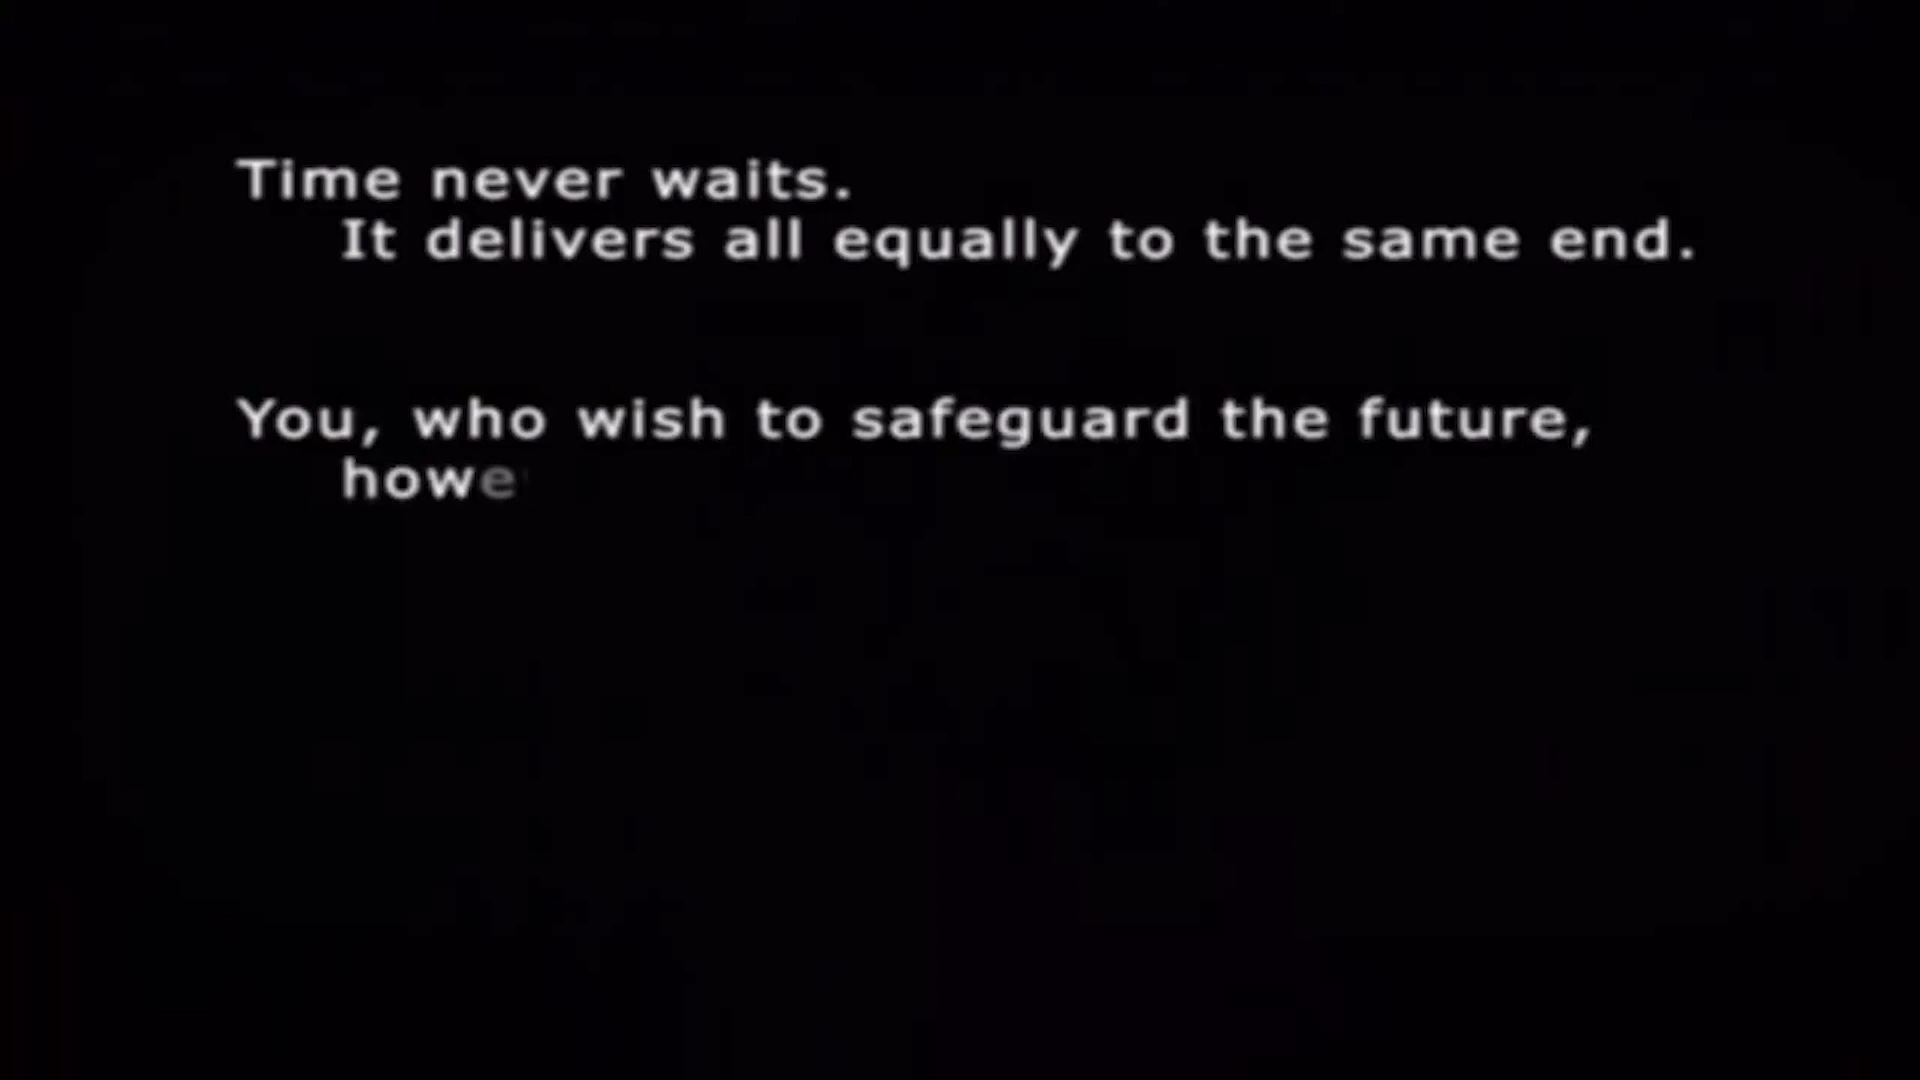 Time never waits.
It delivers all equally to the same end.
You, who wish to safeguard the future,
howe